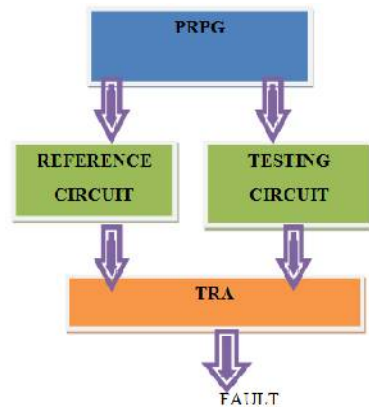 PRPG
REFERENCE
CIRCUIT
TESTING
CIRCUIT
TRA
FAULT